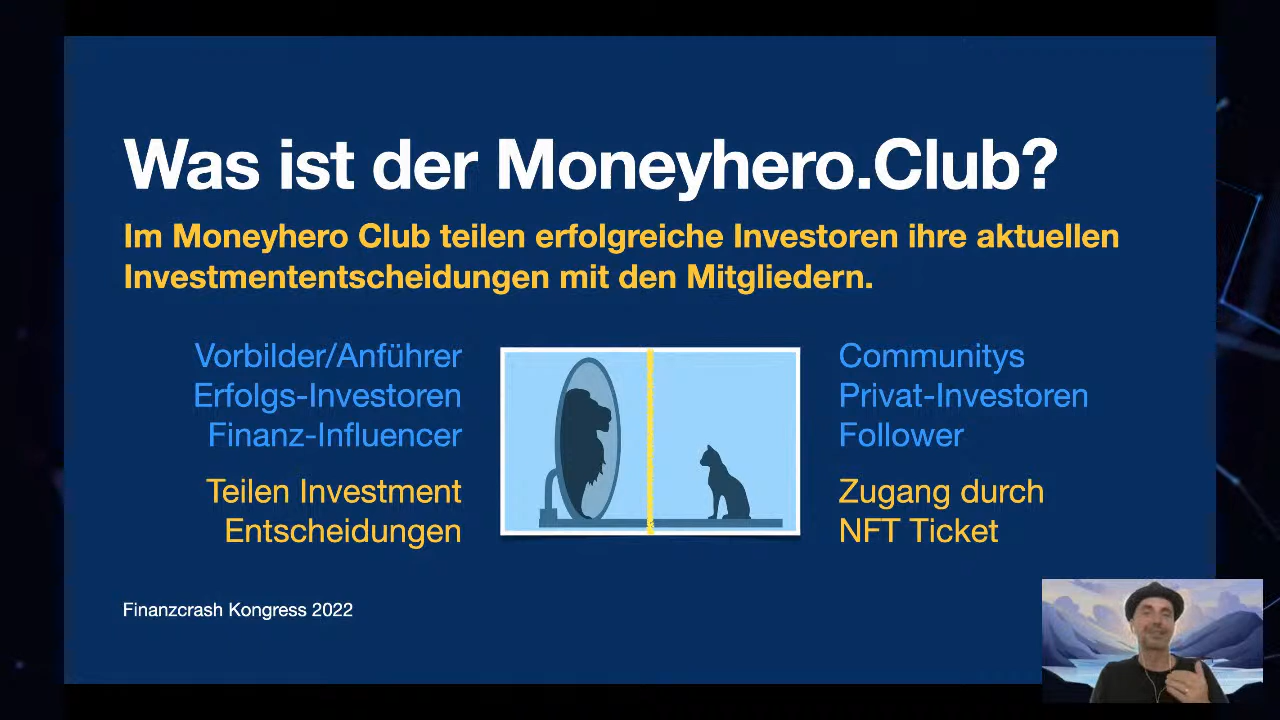 Was ist der Moneyhero.Club?
Im Moneyhero Club teilen erfolgreiche Investoren ihre aktuellen
Investmententscheidungen mit den Mitgliedern.
Vorbilder/Anführer
Erfolgs-Investoren
Finanz-Influencer
Teilen Investment
Entscheidungen
Communitys
Privat-Investoren
Follower
Zugang durch
NFT Ticket
Finanzcrash Kongress 2022